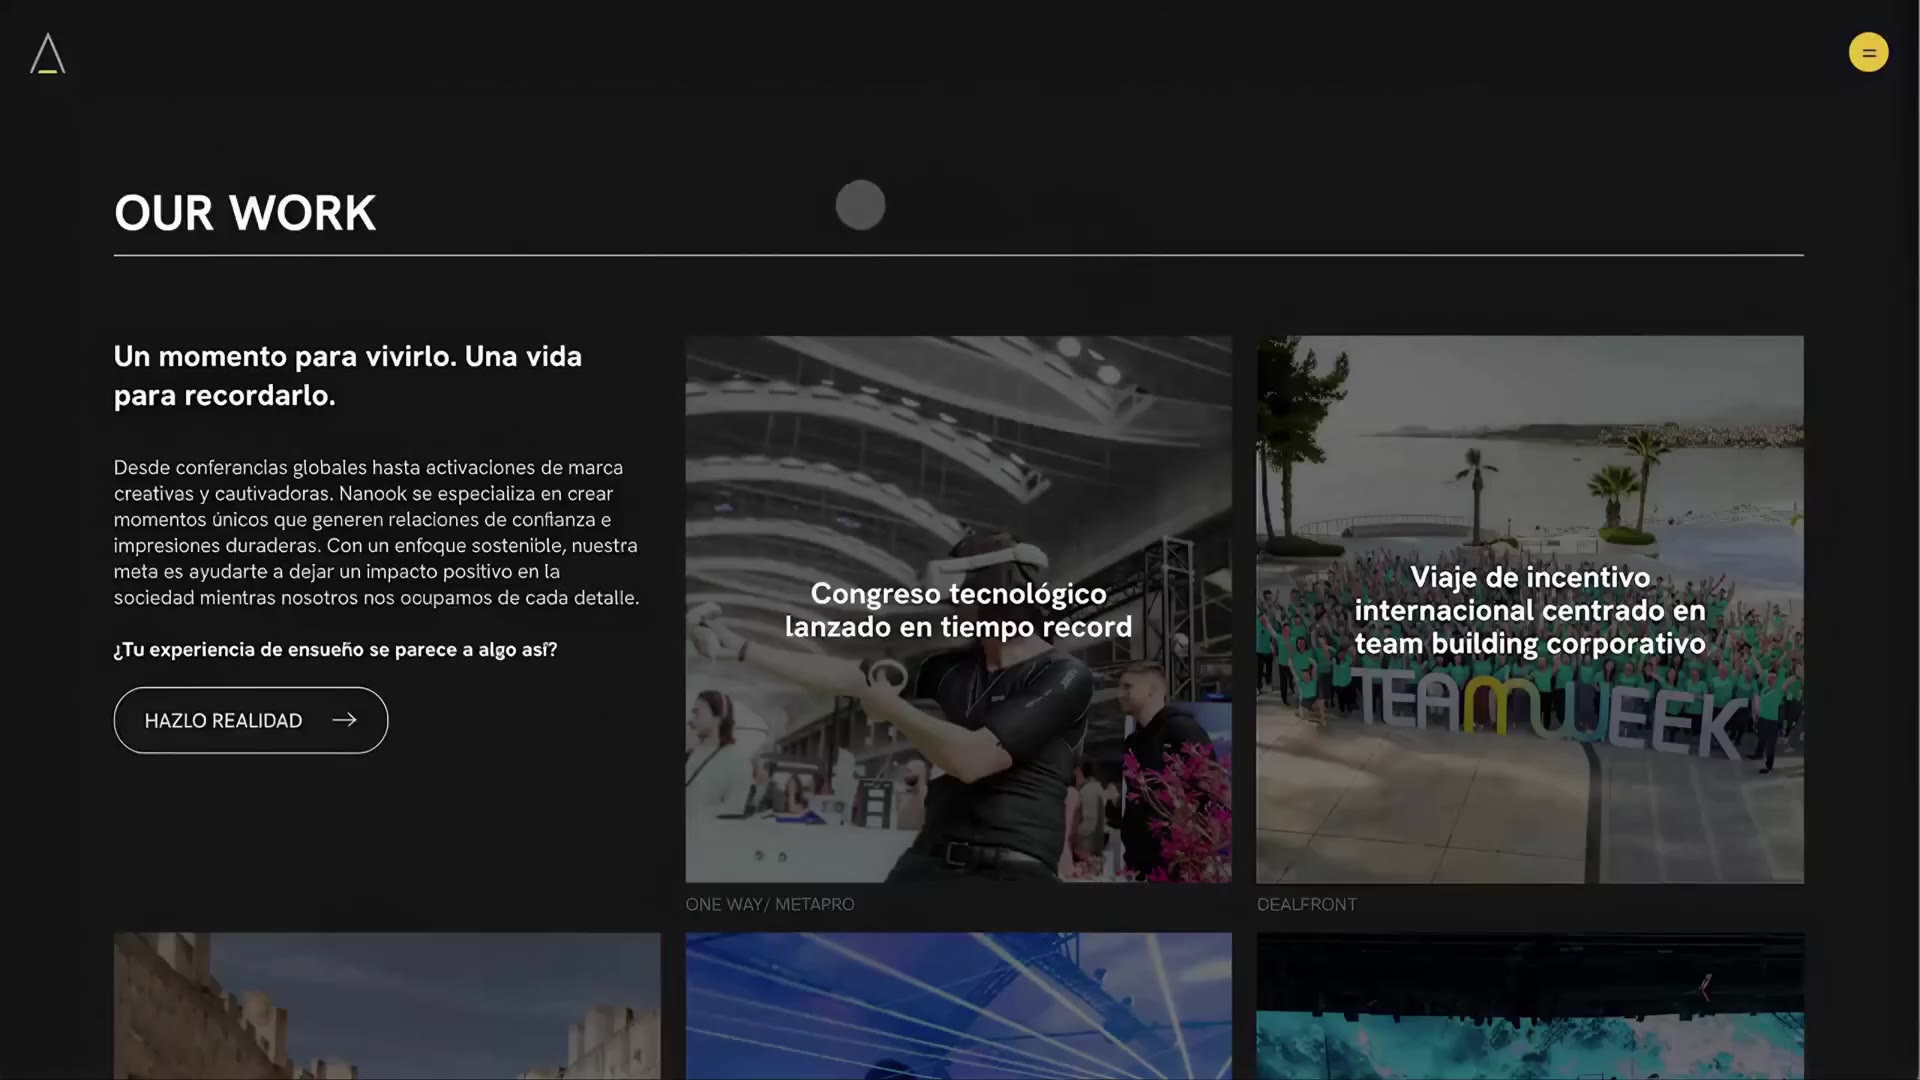 OUR WORK
Un momento para vivirlo. Una vida
para recordarlo.
Desde conferancias globales hasta activaciones de marca
creativas y cautivadoras. Nanook se especializa en crear
momentos únicos que generen relaciones de confianza e
impresiones duraderas. Con un enfoque sostenible, nuestra
meta es ayudarte a dejar un impacto positivo en la
sociedad mientras nosotros nos ocupamos de cada detalle.
¿Tu experiencia de ensueño se parece a algo así?
HAZLO REALIDAD
Congreso tecnológico
lanzado en tiempo record
ONE WAY/ METAPRO
Viaje de incentivo
internacional centrado en
team building corporativo
TEAMWEEK
DEALFRONT